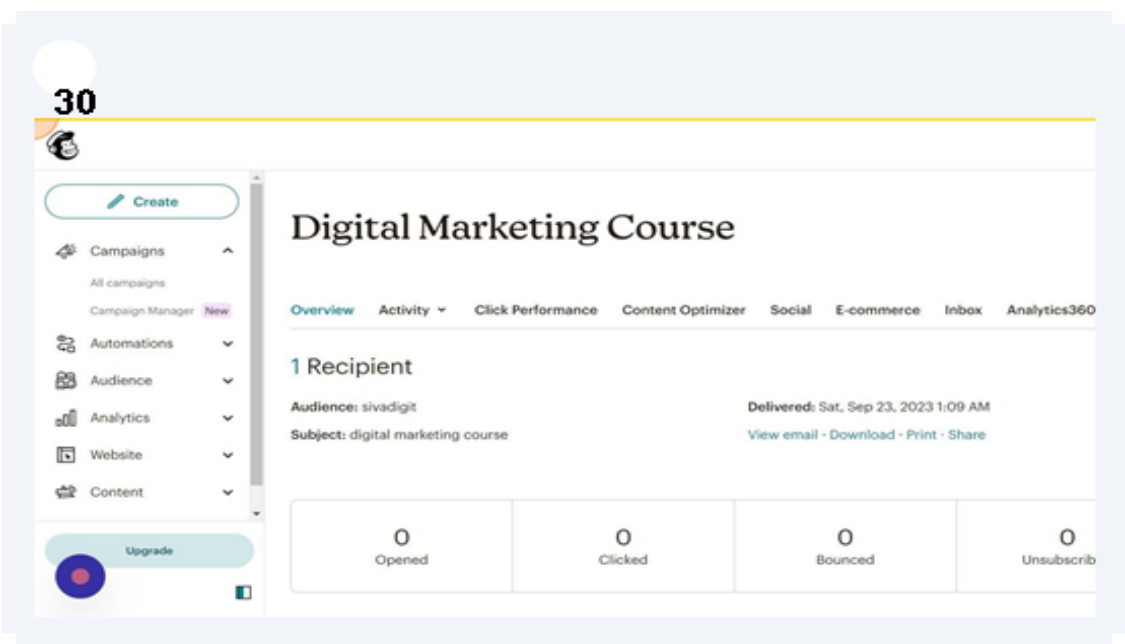 30
Create
Campaigns
All campaigns
Campaign Manager New
Automations
Audience
Analytics
Website
Content
Upgrade
Digital Marketing Course
Overview Activity Click Performance Content Optimizer Social E-commerce Inbox Analytics360
1 Recipient
Audience: sivadigit
Subject: digital marketing course
Delivered: Sat, Sep 23, 2023 1:09 AM
View email - Download - Print - Share
0
Opened
0
Clicked
0
Bounced
0
Unsubscrib